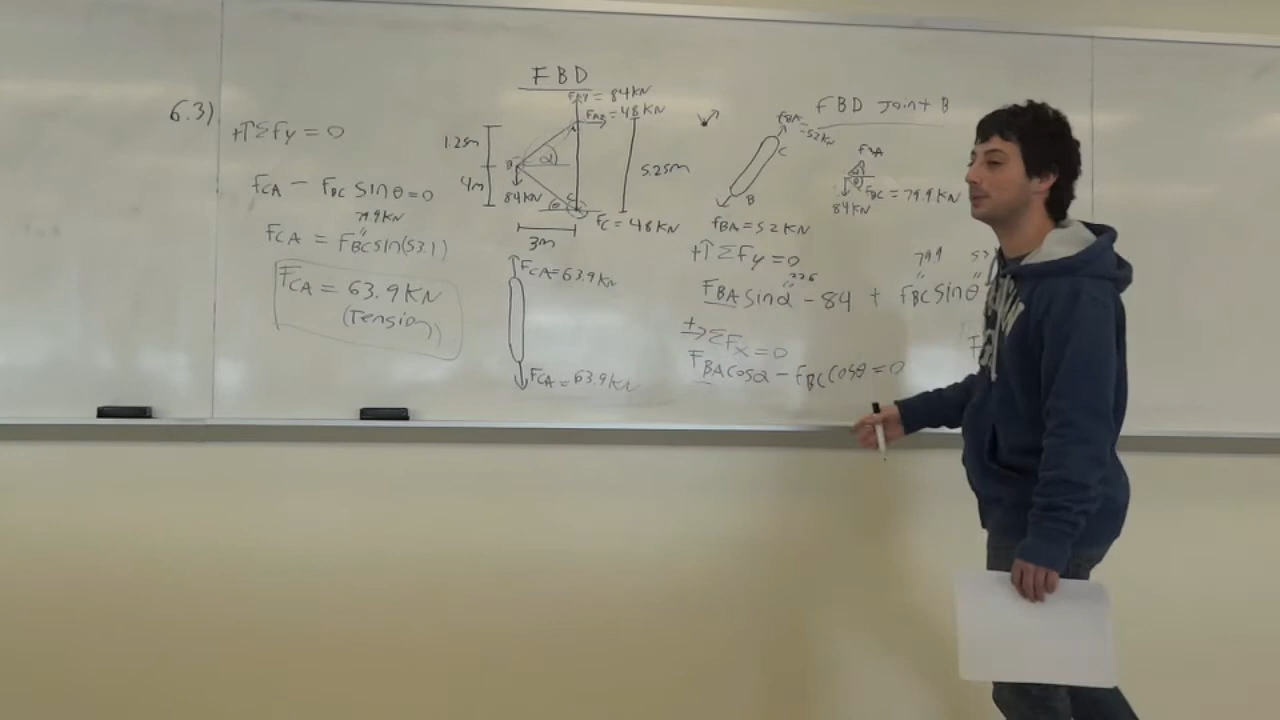 6.3)
+↑ΣFy = 0
FCA − FBC sinθ = 0
79.9KN
"
FCA = FBC sin(53.1)
FCA = 63.9KN
(Tension)
FBD
FAY = 84KN
FAB = 48KN
A
1.25m
B
α
4m
5.25m
84KN
C
θ
FC = 48KN
3m
FCA=63.9KN
FCA=63.9KN
FBA
=52KN
C
B
FBA=52KN
FBD Joint B
FBA
θ
FBC = 79.9KN
84KN
+↑ΣFy = 0
79.9
"
FBA sinα − 84 + FBC sinθ
+→ΣFx = 0
FBA cosα − FBC cosθ = 0